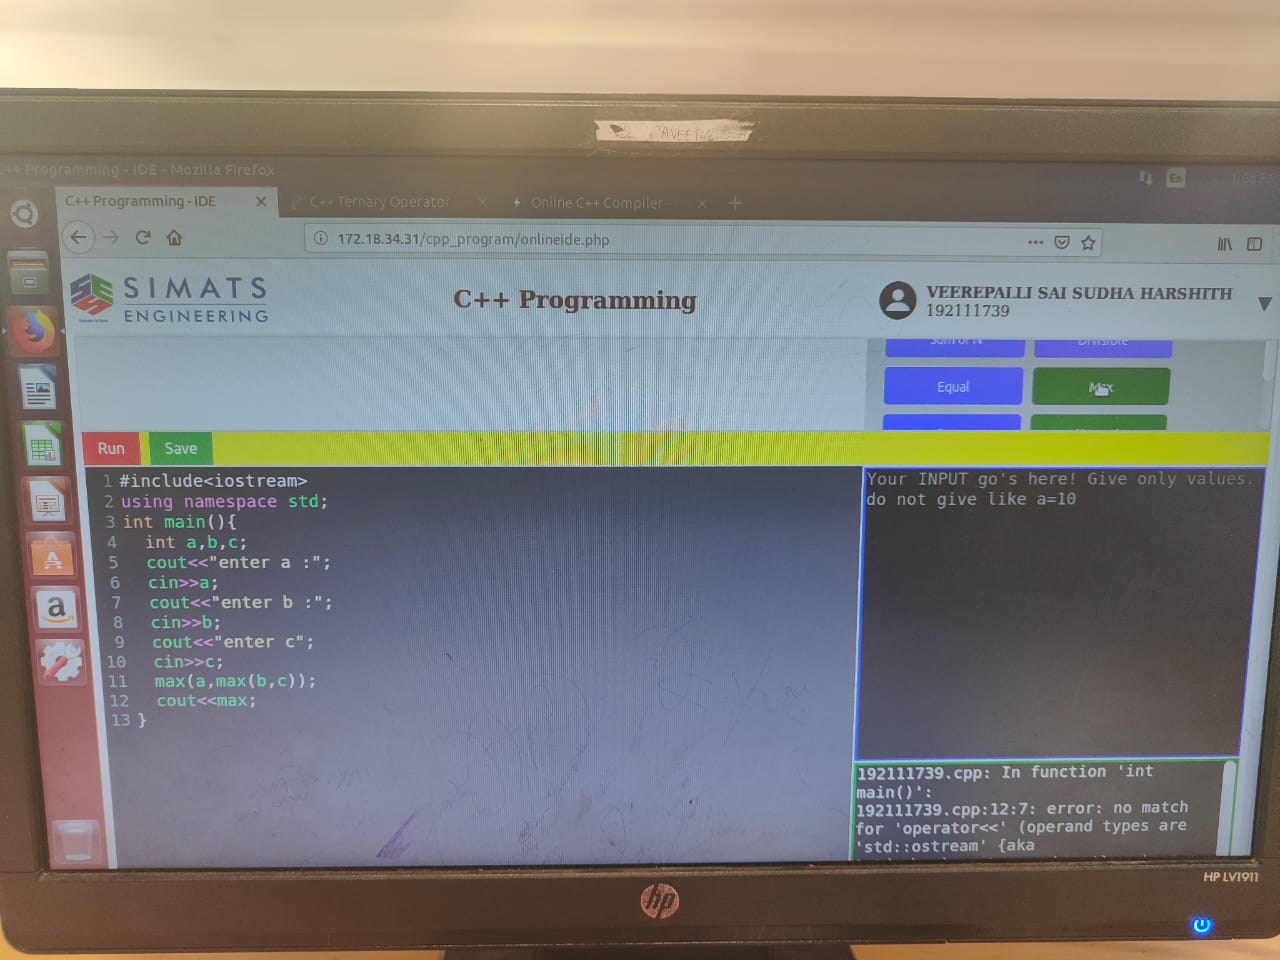 C++ Programming - IDE - Mozilla Firefox
En
C++ Programming - IDE
C++ Ternary Operator
Online C++ Compiler -
172.18.34.31/cpp_program/onlineide.php
SIMATS
ENGINEERING
C++ Programming
VEEREPALLI SAI SUDHA HARSHITH
192111739
Sum of N
Divisible
Equal
Max
Run
Save
1 #include<iostream>
2 using namespace std;
3 int main(){
4 int a,b,c;
5 cout<<"enter a :";
6 cin>>a;
7 cout<<"enter b :";
8 cin>>b;
9 cout<<"enter c";
10 cin>>c;
11 max(a,max(b,c));
12 cout<<max;
13 }
Your INPUT go's here! Give only values.
do not give like a=10
192111739.cpp: In function 'int
main()':
192111739.cpp:12:7: error: no match
for 'operator<<' (operand types are
'std::ostream' {aka
a
hp
HP LV1911